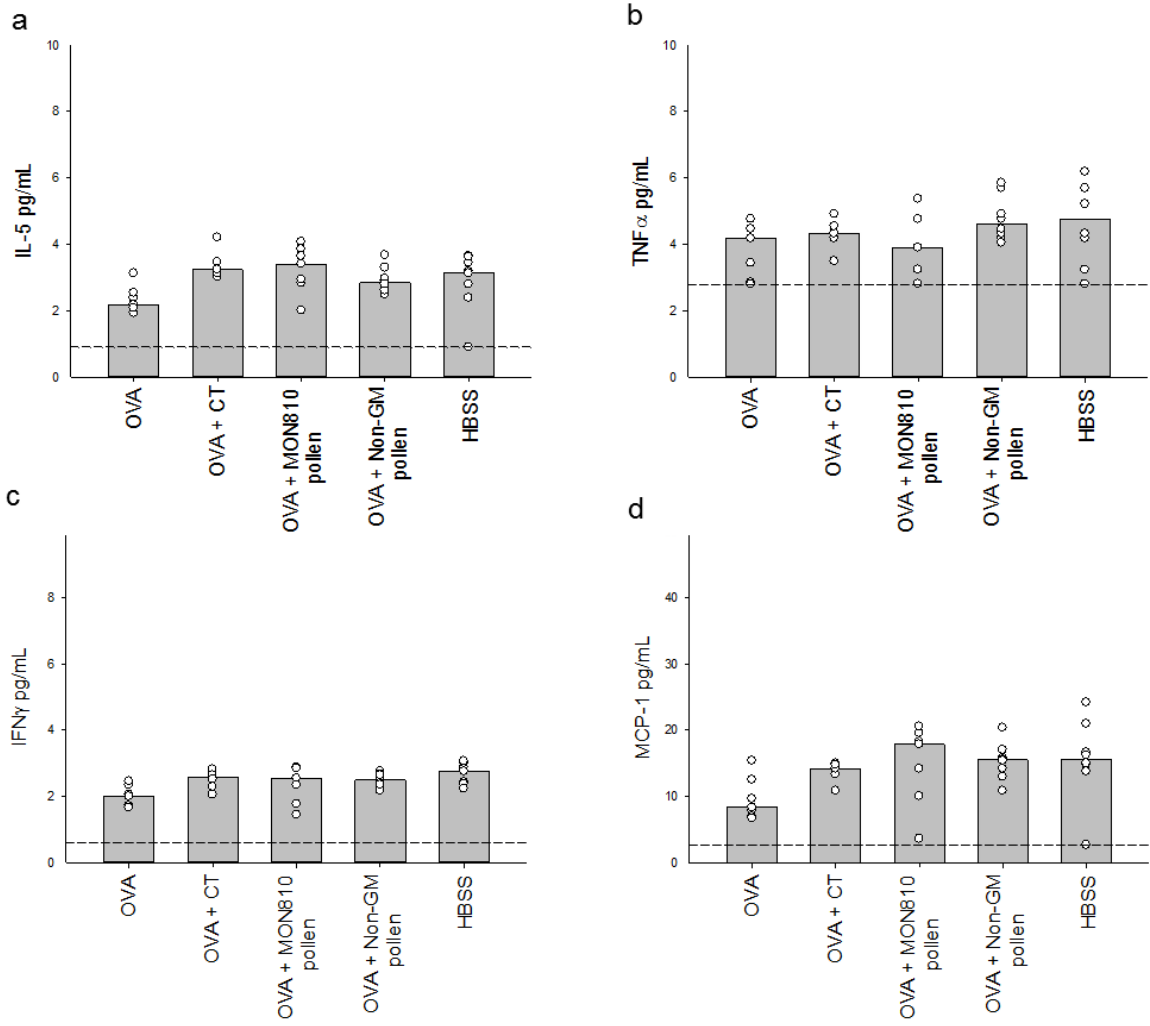 a
10
8
6
4
2
0
IL-5 pg/mL
OVA
OVA + CT
OVA + MON810
pollen
OVA + Non-GM
pollen
HBSS
b
10
8
6
4
2
0
TNFα pg/mL
OVA
OVA + CT
OVA + MON810
pollen
OVA + Non-GM
pollen
HBSS
c
8
6
4
2
0
IFNγ pg/mL
OVA
OVA + CT
OVA + MON810
pollen
OVA + Non-GM
pollen
HBSS
d
40
30
20
10
0
MCP-1 pg/mL
OVA
OVA + CT
OVA + MON810
pollen
OVA + Non-GM
pollen
HBSS